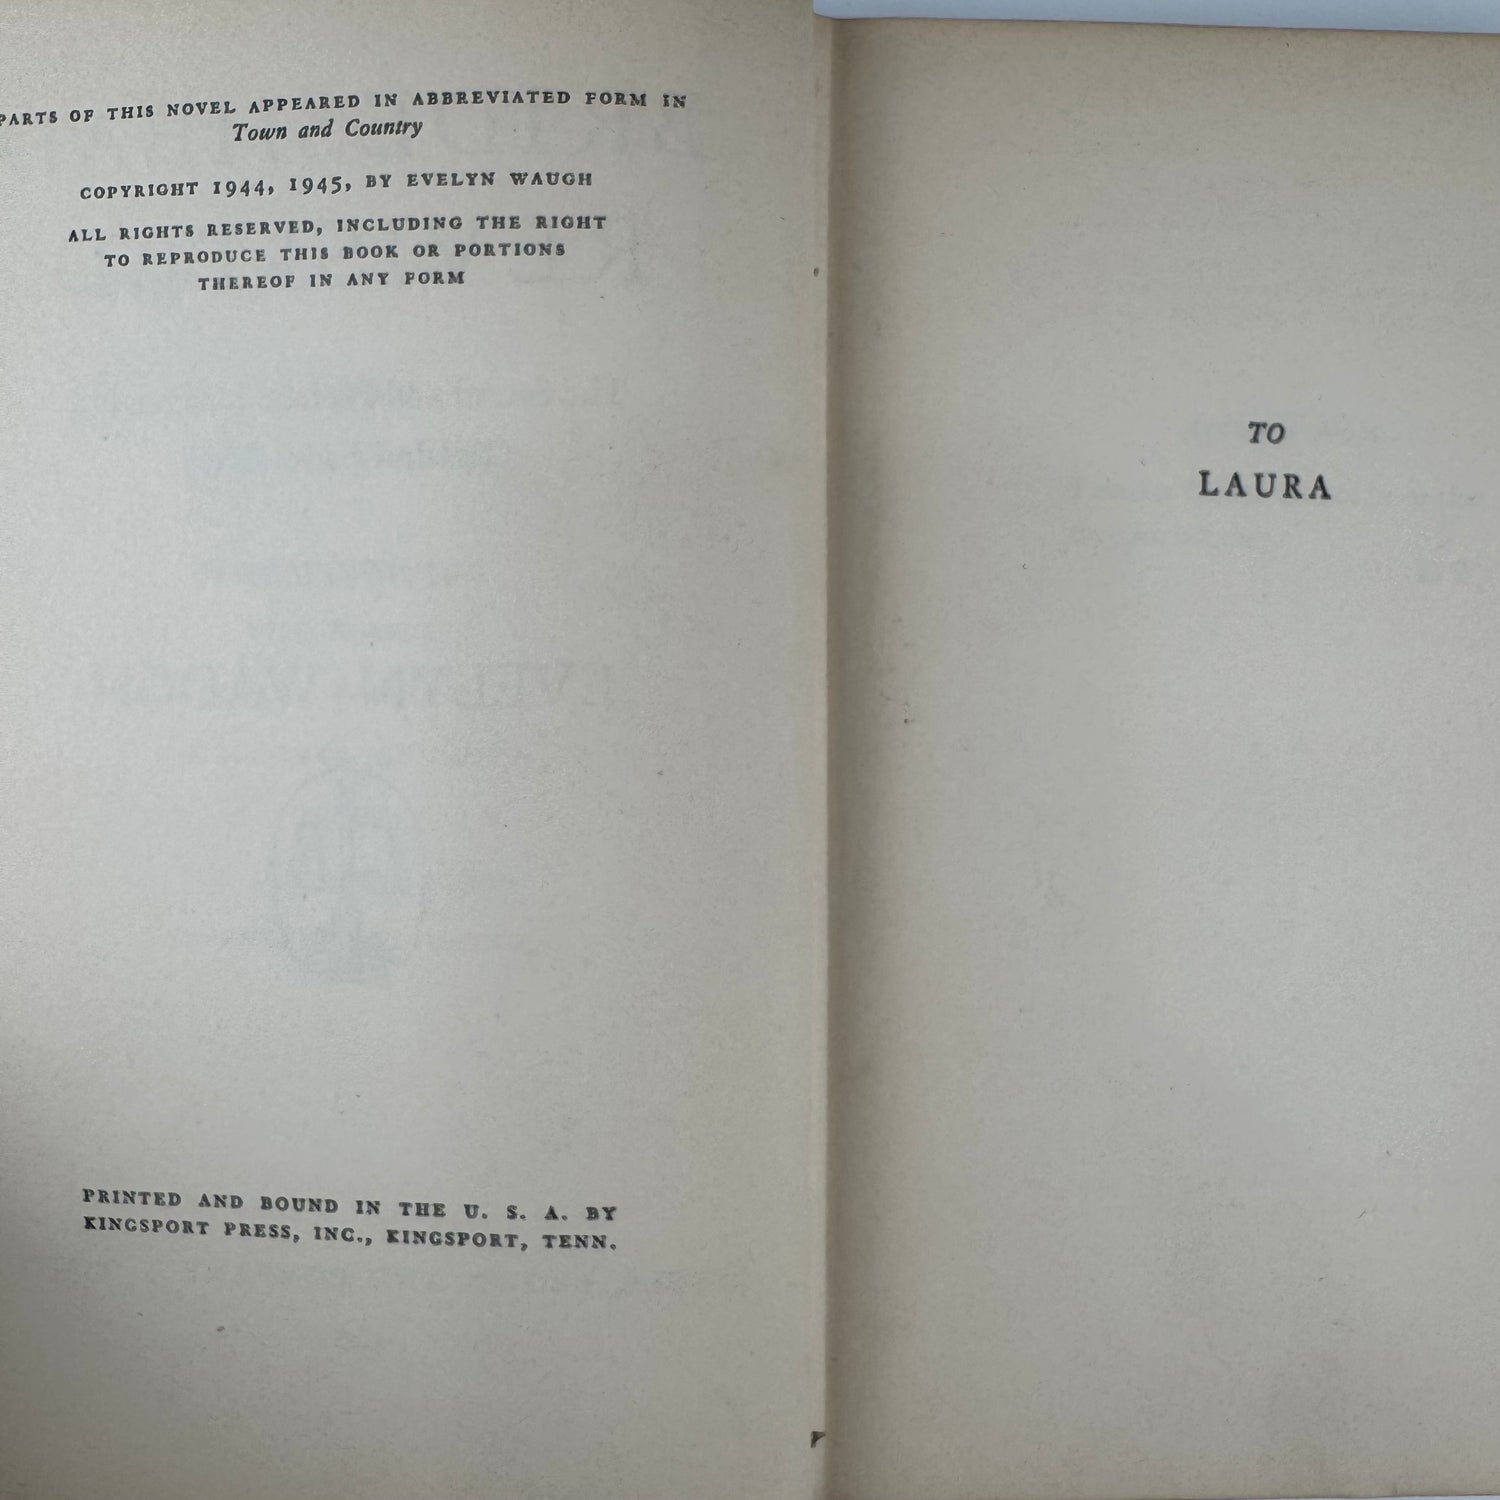 PARTS OF THIS NOVEL APPEARED IN ABBREVIATED FORM IN
Town and Country
COPYRIGHT 1944, 1945, BY EVELYN WAUGH
ALL RIGHTS RESERVED, INCLUDING THE RIGHT
TO REPRODUCE THIS BOOK OR PORTIONS
THEREOF IN ANY FORM
PRINTED AND BOUND IN THE U. S. A. BY
KINGSPORT PRESS, INC., KINGSPORT, TENN.
TO
LAURA